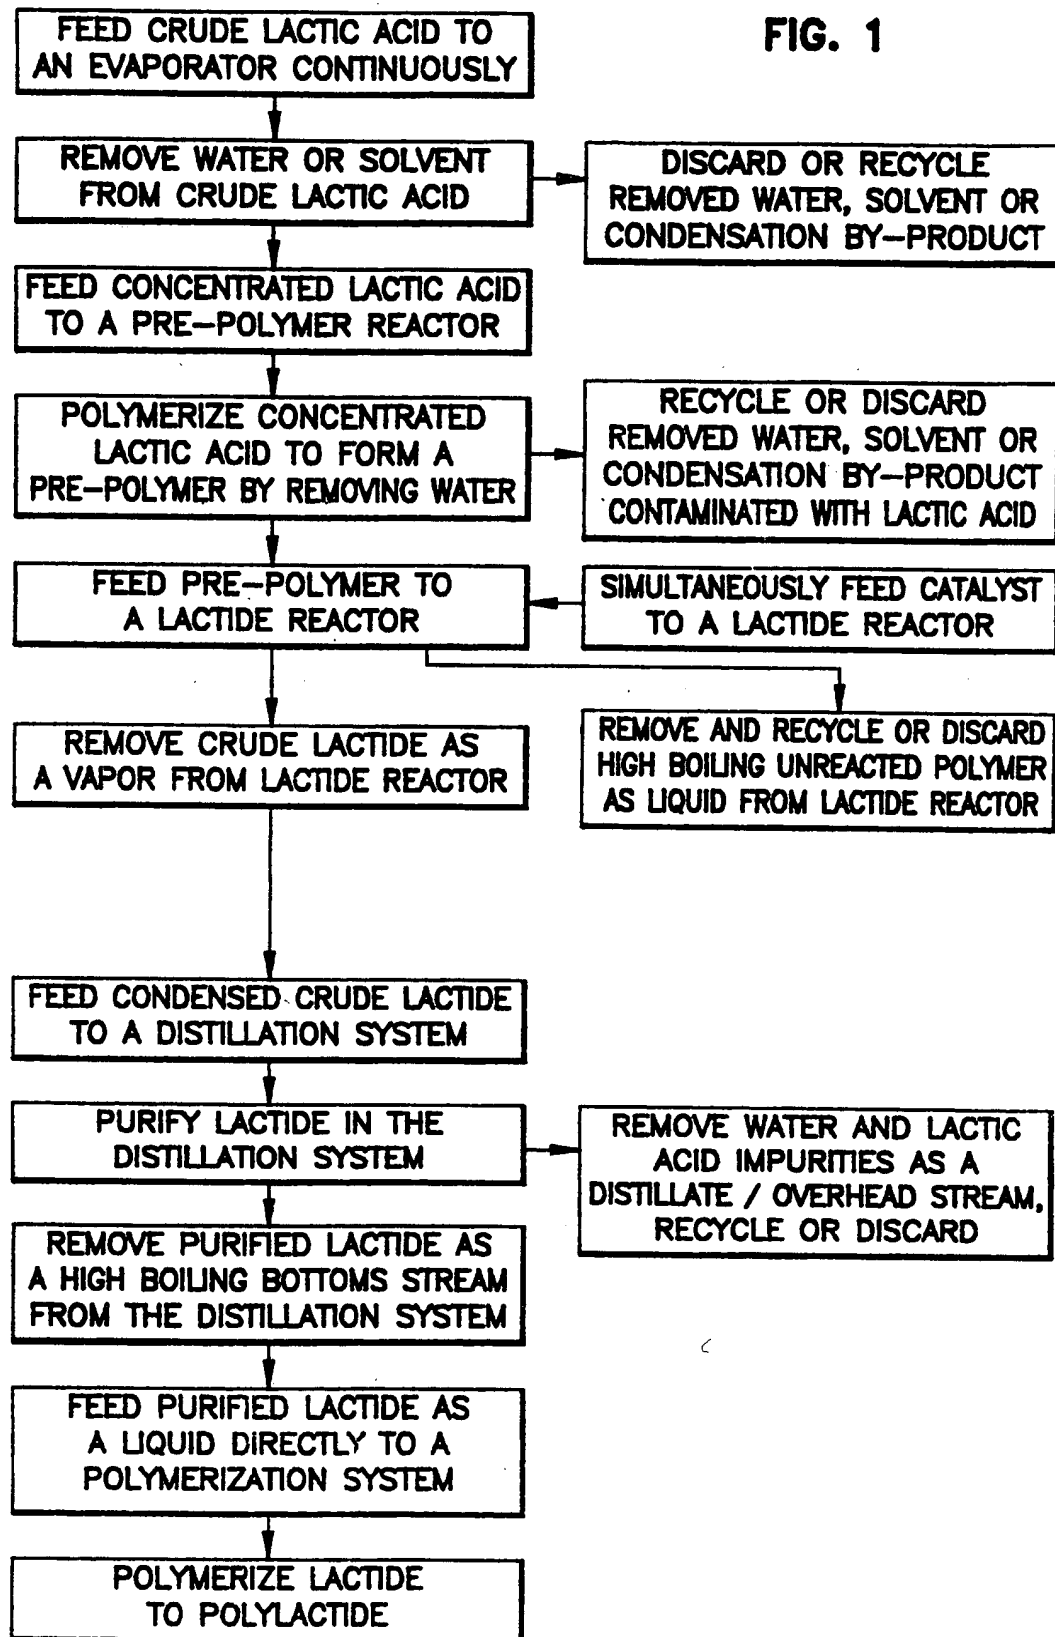 FIG. 1
FEED CRUDE LACTIC ACID TO
AN EVAPORATOR CONTINUOUSLY
REMOVE WATER OR SOLVENT
FROM CRUDE LACTIC ACID
DISCARD OR RECYCLE
REMOVED WATER, SOLVENT OR
CONDENSATION BY-PRODUCT
FEED CONCENTRATED LACTIC ACID
TO A PRE-POLYMER REACTOR
POLYMERIZE CONCENTRATED
LACTIC ACID TO FORM A
PRE-POLYMER BY REMOVING WATER
RECYCLE OR DISCARD
REMOVED WATER, SOLVENT OR
CONDENSATION BY-PRODUCT
CONTAMINATED WITH LACTIC ACID
FEED PRE-POLYMER TO
A LACTIDE REACTOR
SIMULTANEOUSLY FEED CATALYST
TO A LACTIDE REACTOR
REMOVE CRUDE LACTIDE AS
A VAPOR FROM LACTIDE REACTOR
REMOVE AND RECYCLE OR DISCARD
HIGH BOILING UNREACTED POLYMER
AS LIQUID FROM LACTIDE REACTOR
FEED CONDENSED CRUDE LACTIDE
TO A DISTILLATION SYSTEM
PURIFY LACTIDE IN THE
DISTILLATION SYSTEM
REMOVE WATER AND LACTIC
ACID IMPURITIES AS A
DISTILLATE / OVERHEAD STREAM,
RECYCLE OR DISCARD
REMOVE PURIFIED LACTIDE AS
A HIGH BOILING BOTTOMS STREAM
FROM THE DISTILLATION SYSTEM
FEED PURIFIED LACTIDE AS
A LIQUID DIRECTLY TO A
POLYMERIZATION SYSTEM
POLYMERIZE LACTIDE
TO POLYLACTIDE